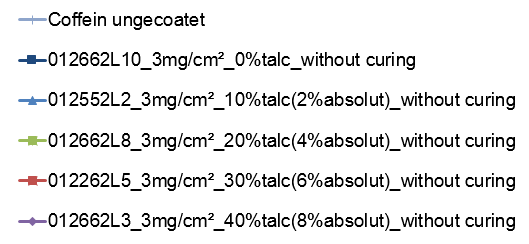 Coffein ungecoatet
012662L10_3mg/cm²_0%talc_without curing
012552L2_3mg/cm²_10%talc(2%absolut)_without curing
012662L8_3mg/cm²_20%talc(4%absolut)_without curing
012262L5_3mg/cm²_30%talc(6%absolut)_without curing
012662L3_3mg/cm²_40%talc(8%absolut)_without curing